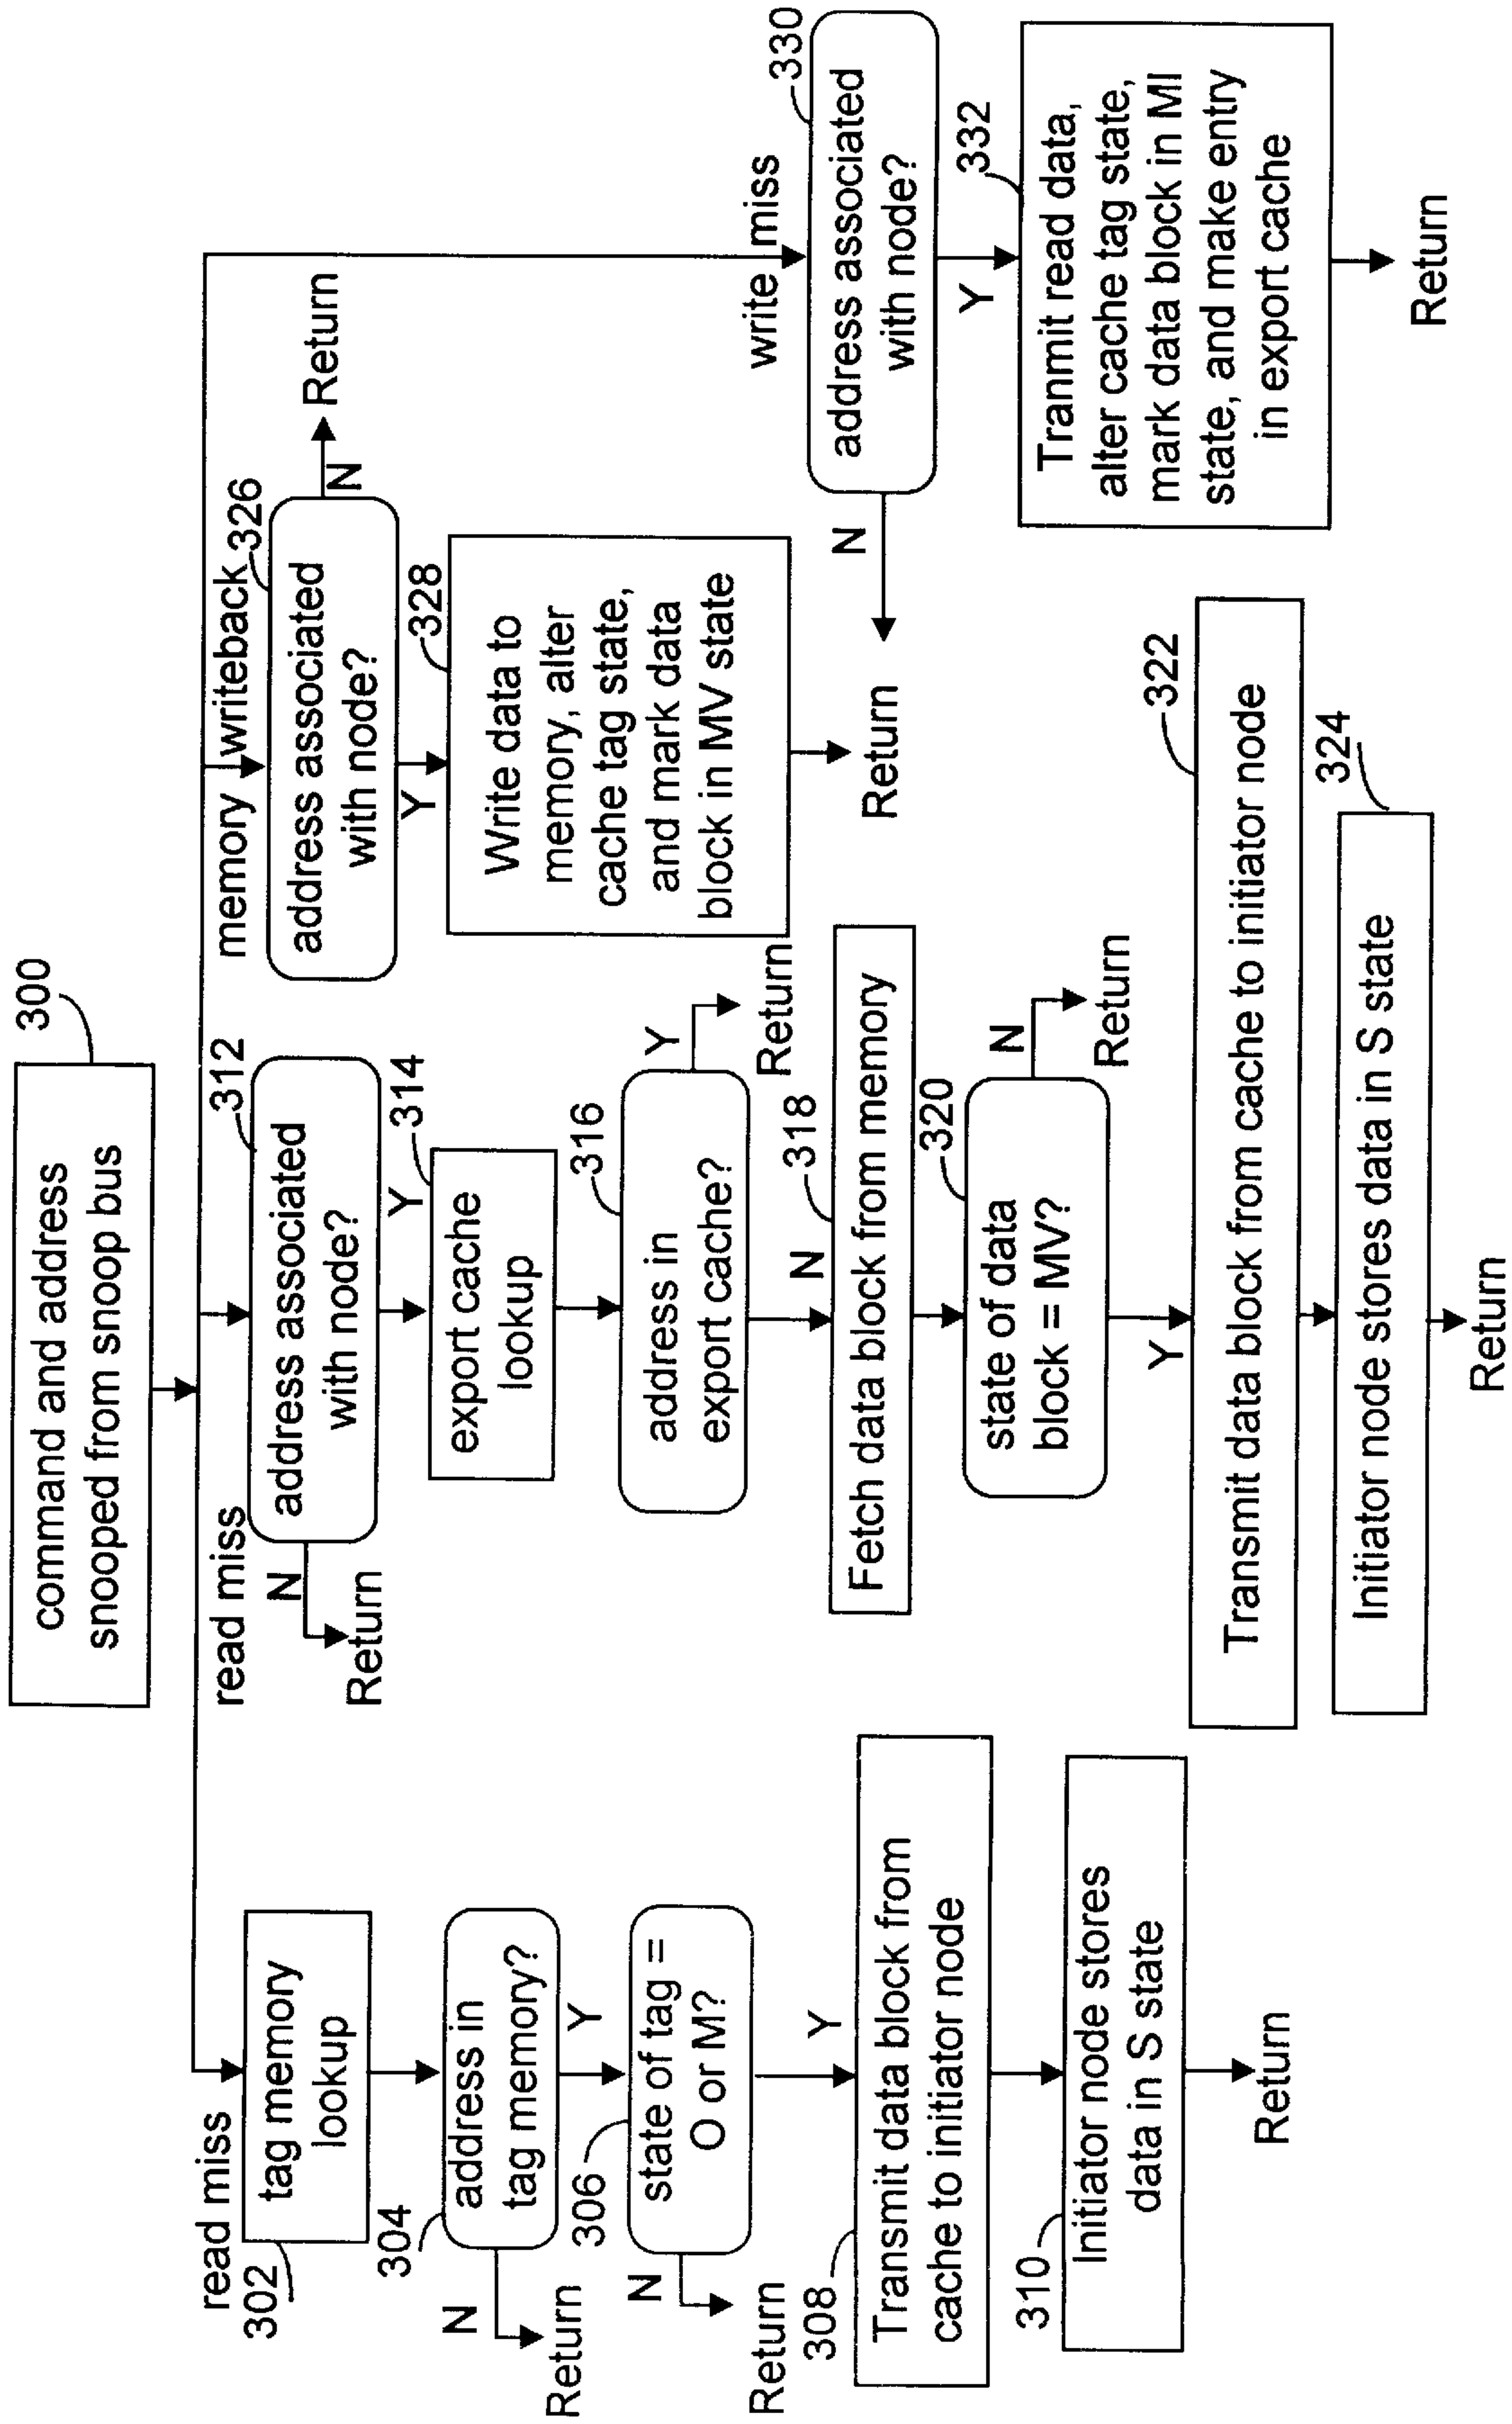 300
command and address
snooped from snoop bus
read miss
302
tag memory
lookup
304
address in
tag memory?
N
Return
Y
306
state of tag =
O or M?
N
Return
Y
308
Transmit data block from
cache to initiator node
310
Initiator node stores
data in S state
Return
read miss
312
address associated
with node?
N
Return
Y
314
export cache
lookup
316
address in
export cache?
Y
Return
N
318
Fetch data block from memory
320
state of data
block = MV?
N
Return
Y
322
Transmit data block from cache to initiator node
324
Initiator node stores data in S state
Return
memory writeback
326
address associated
with node?
N
Return
Y
328
Write data to
memory, alter
cache tag state,
and mark data
block in MV state
Return
write miss
330
address associated
with node?
N
Return
Y
332
Tranmit read data,
alter cache tag state,
mark data block in MI
state, and make entry
in export cache
Return